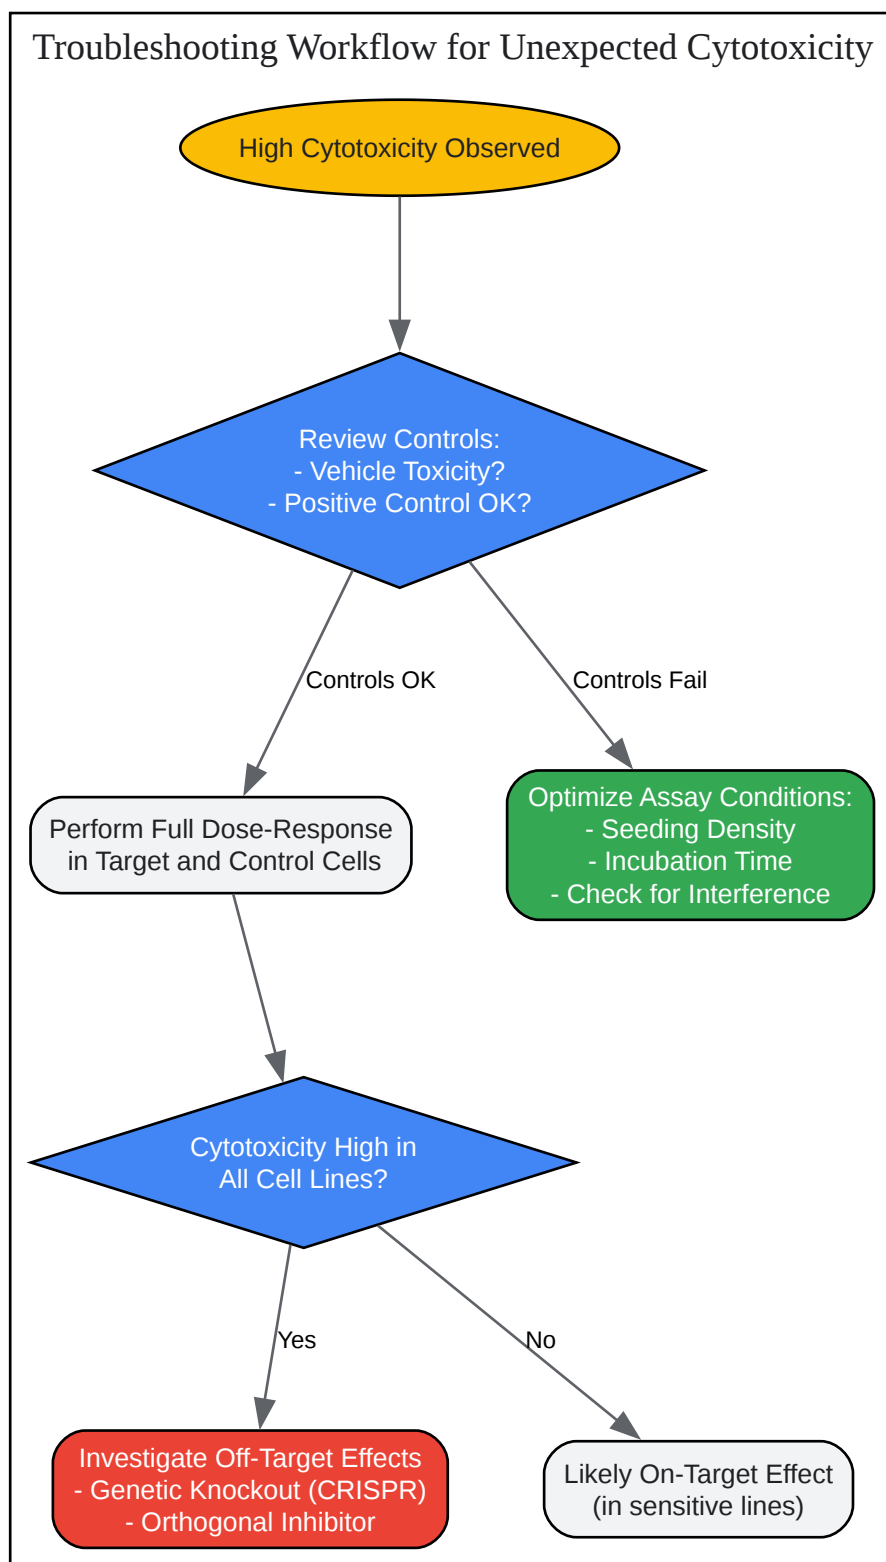 Troubleshooting Workflow for Unexpected Cytotoxicity
High Cytotoxicity Observed
Review Controls:
- Vehicle Toxicity?
- Positive Control OK?
Controls OK
Controls Fail
Perform Full Dose-Response
in Target and Control Cells
Optimize Assay Conditions:
- Seeding Density
- Incubation Time
- Check for Interference
Cytotoxicity High in
All Cell Lines?
Yes
No
Investigate Off-Target Effects
- Genetic Knockout (CRISPR)
- Orthogonal Inhibitor
Likely On-Target Effect
(in sensitive lines)